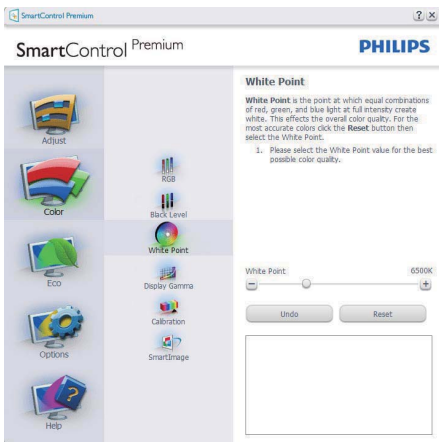 SmartControl Premium
? ×
SmartControl Premium
PHILIPS
Adjust
Color
Eco
Options
Help
RGB
Black Level
White Point
Display Gamma
Calibration
SmartImage
White Point
White Point is the point at which equal combinations
of red, green, and blue light at full intensity create
white. This effects the overall color quality. For the
most accurate colors click the Reset button then
select the White Point.
1. Please select the White Point value for the best
possible color quality.
White Point 6500K
Undo Reset